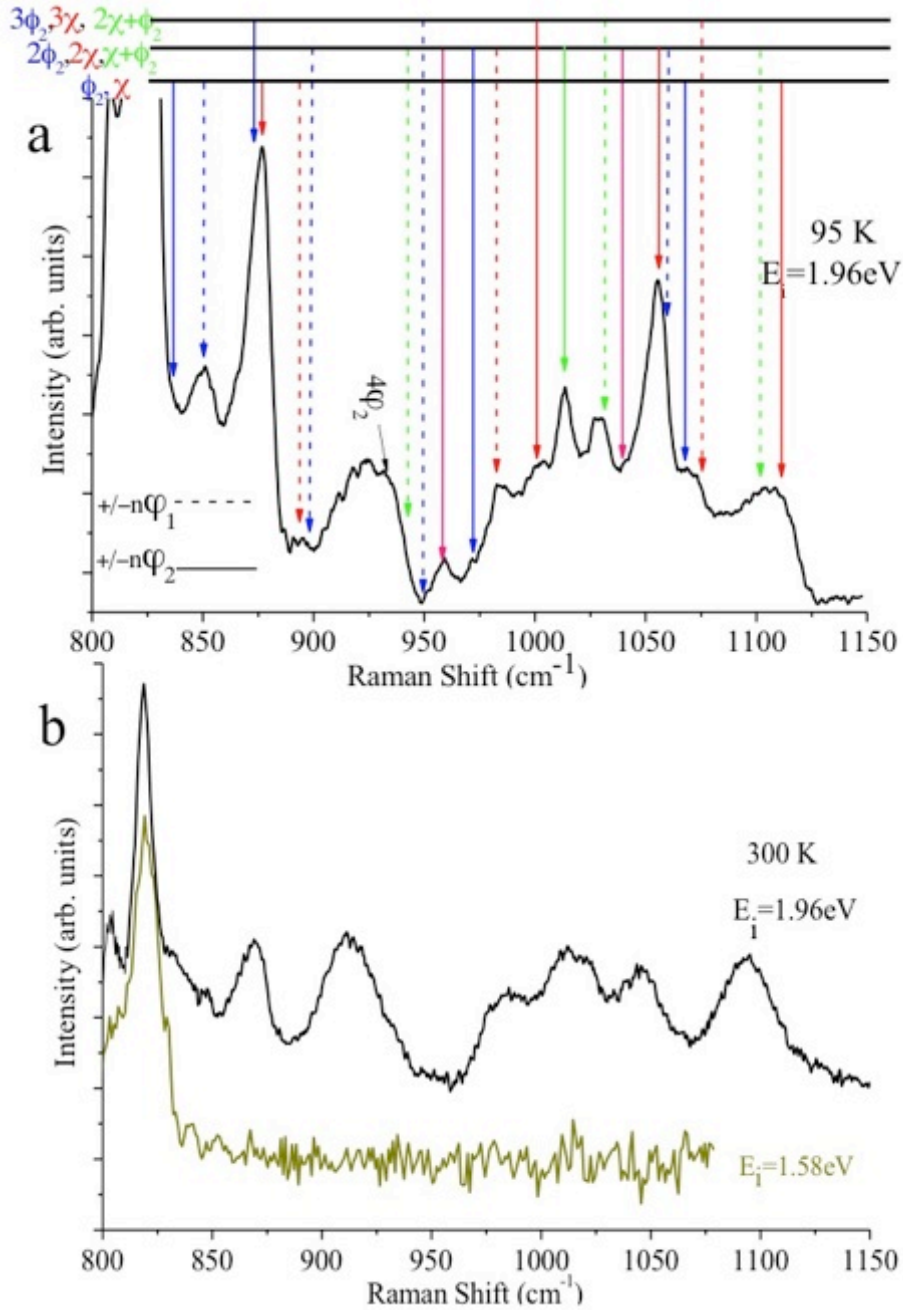 3ϕ₂,3χ, 2χ+ϕ₂
2ϕ₂,2χ,χ+ϕ₂
ϕ₂,χ
a
95 K
Eᵢ=1.96eV
4φ₂
+/−nφ₁
+/−nφ₂
Intensity (arb. units)
800 850 900 950 1000 1050 1100 1150
Raman Shift (cm⁻¹)
b
300 K
Eᵢ=1.96eV
Eᵢ=1.58eV
Intensity (arb. units)
800 850 900 950 1000 1050 1100 1150
Raman Shift (cm⁻¹)